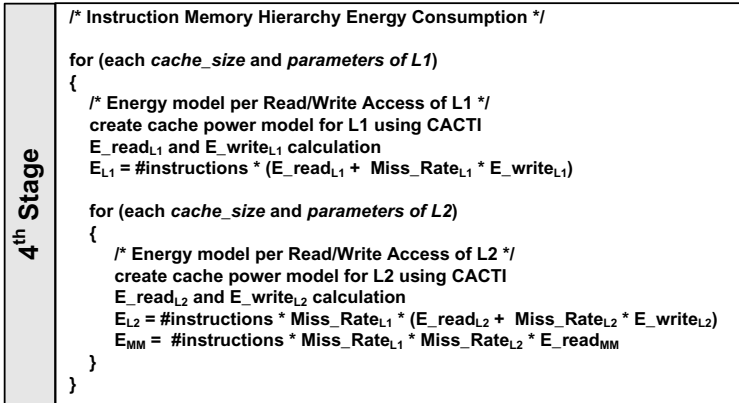 4th Stage
/* Instruction Memory Hierarchy Energy Consumption */
for (each cache_size and parameters of L1)
{
/* Energy model per Read/Write Access of L1 */
create cache power model for L1 using CACTI
E_readL1 and E_writeL1 calculation
EL1 = #instructions * (E_readL1 + Miss_RateL1 * E_writeL1)
for (each cache_size and parameters of L2)
{
/* Energy model per Read/Write Access of L2 */
create cache power model for L2 using CACTI
E_readL2 and E_writeL2 calculation
EL2 = #instructions * Miss_RateL1 * (E_readL2 + Miss_RateL2 * E_writeL2)
EMM = #instructions * Miss_RateL1 * Miss_RateL2 * E_readMM
}
}